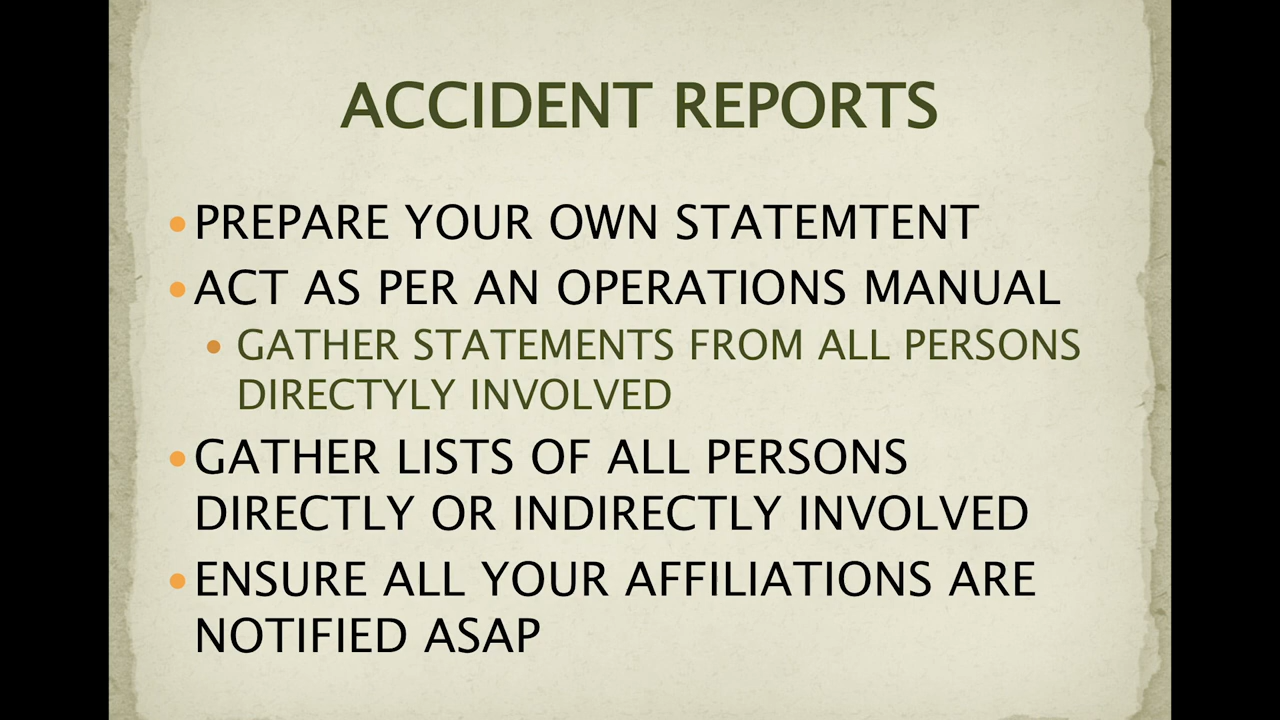 ACCIDENT REPORTS
•PREPARE YOUR OWN STATEMTENT
•ACT AS PER AN OPERATIONS MANUAL
• GATHER STATEMENTS FROM ALL PERSONS
DIRECTYLY INVOLVED
•GATHER LISTS OF ALL PERSONS
DIRECTLY OR INDIRECTLY INVOLVED
•ENSURE ALL YOUR AFFILIATIONS ARE
NOTIFIED ASAP